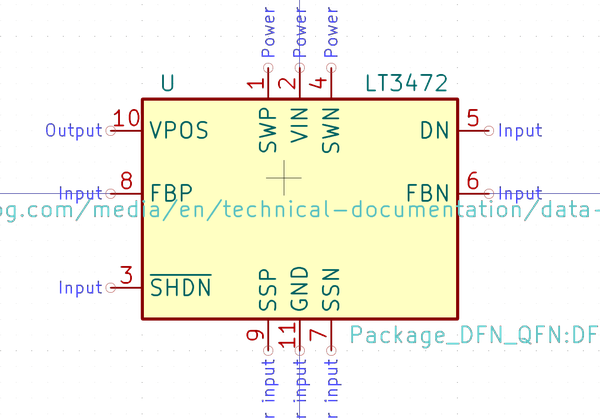 Power
Power
Power
1
2
4
U
LT3472
Output
10
VPOS
SWP
VIN
SWN
DN
5
Input
Input
8
FBP
FBN
6
Input
og.com/media/en/technical-documentation/data-
Input
3
SHDN
SSP
GND
SSN
9
11
7
Package_DFN_QFN:DF
r input
r input
r input